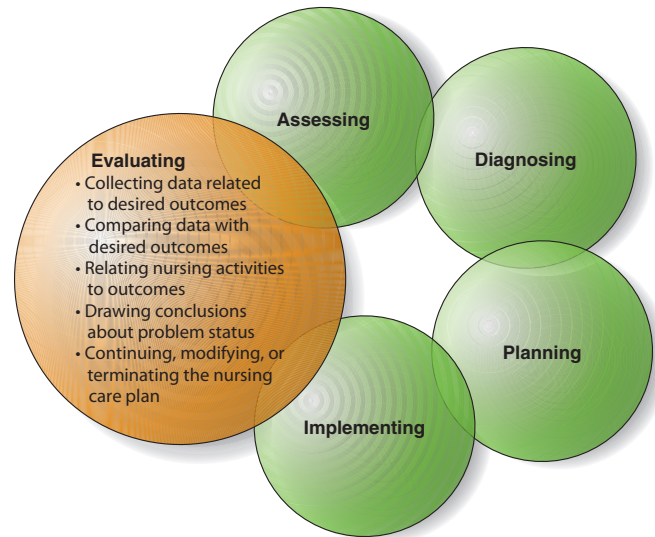 Assessing
Diagnosing
Evaluating
• Collecting data related
to desired outcomes
• Comparing data with
desired outcomes
• Relating nursing activities
to outcomes
• Drawing conclusions
about problem status
• Continuing, modifying, or
terminating the nursing
care plan
Planning
Implementing